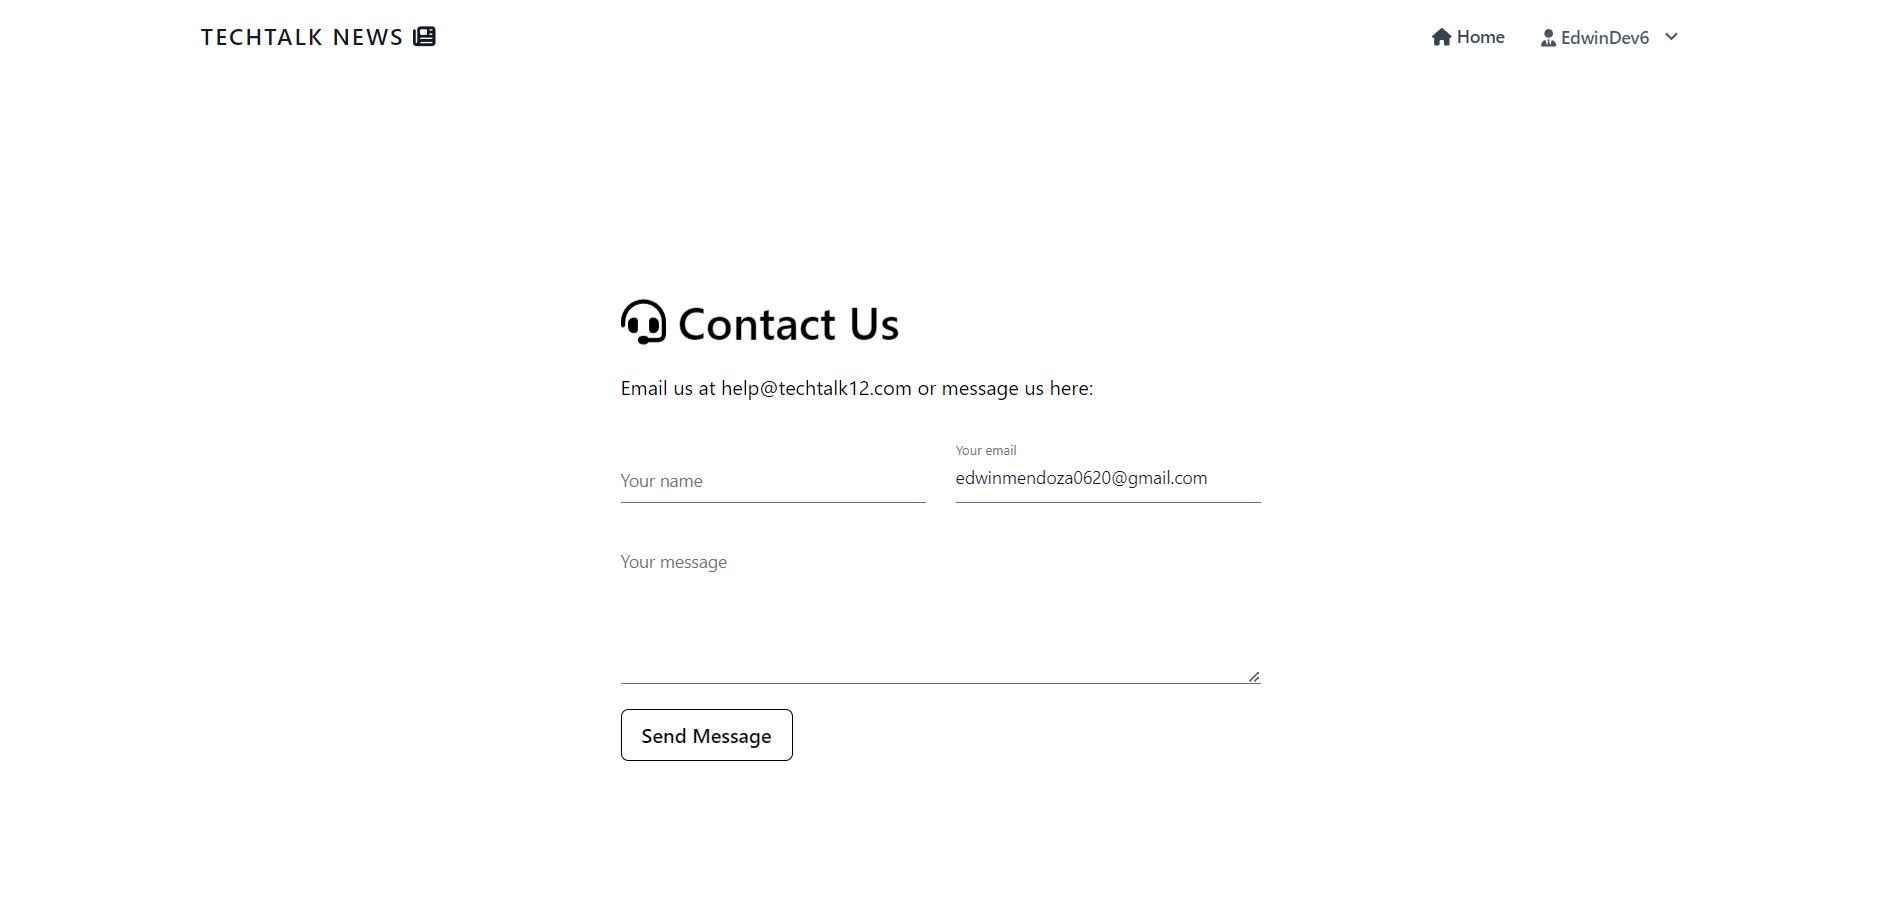 TECHTALK NEWS
Home
EdwinDev6
Contact Us
Email us at help@techtalk12.com or message us here:
Your name
Your email
edwinmendoza0620@gmail.com
Your message
Send Message